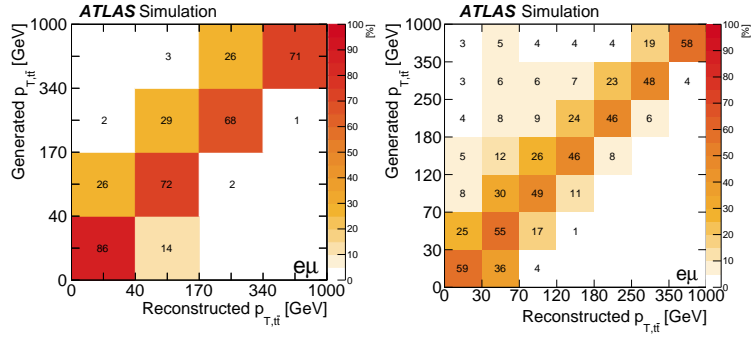 ATLAS Simulation
Generated p_{T,tt̄} [GeV]
1000
340
170
40
0
3 26 71
2 29 68 1
26 72 2
86 14
eμ
0 40 170 340 1000
Reconstructed p_{T,tt̄} [GeV]
[%]
100
90
80
70
60
50
40
30
20
10
0
ATLAS Simulation
Generated p_{T,tt̄} [GeV]
1000
350
250
180
120
70
30
0
3 5 4 4 4 19 58
3 6 6 7 23 48 4
4 8 9 24 46 6
5 12 26 46 8
8 30 49 11
25 55 17 1
59 36 4
eμ
0 30 70 120 180 250 350 1000
Reconstructed p_{T,tt̄} [GeV]
[%]
100
90
80
70
60
50
40
30
20
10
0